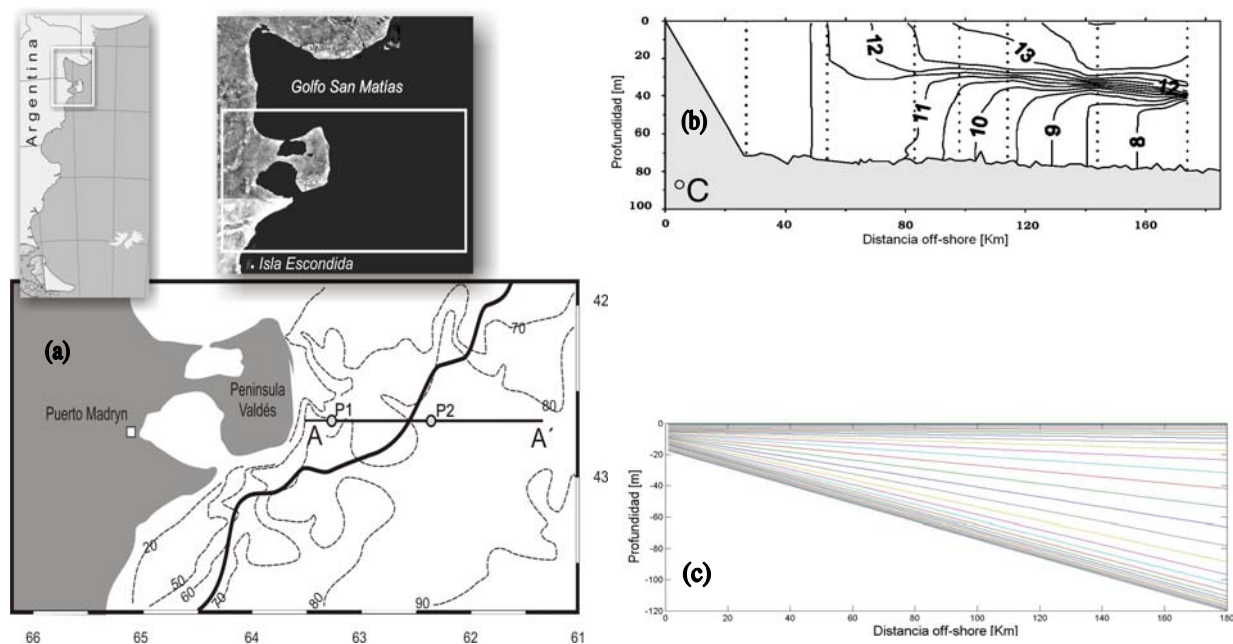 Argentina
Golfo San Matías
Isla Escondida
(a)
Puerto Madryn
Peninsula
Valdés
P1
P2
A
A´
20
50
60
70
80
90
70
80
42
43
66
65
64
63
62
61
(b)
Profundidad [m]
0
20
40
60
80
100
12
13
11
10
9
8
12
C
0
40
80
120
160
Distancia off-shore [Km]
(c)
Profundidad [m]
0
-20
-40
-60
-80
-100
-120
20
40
60
80
100
120
140
160
180
Distancia off-shore [Km]